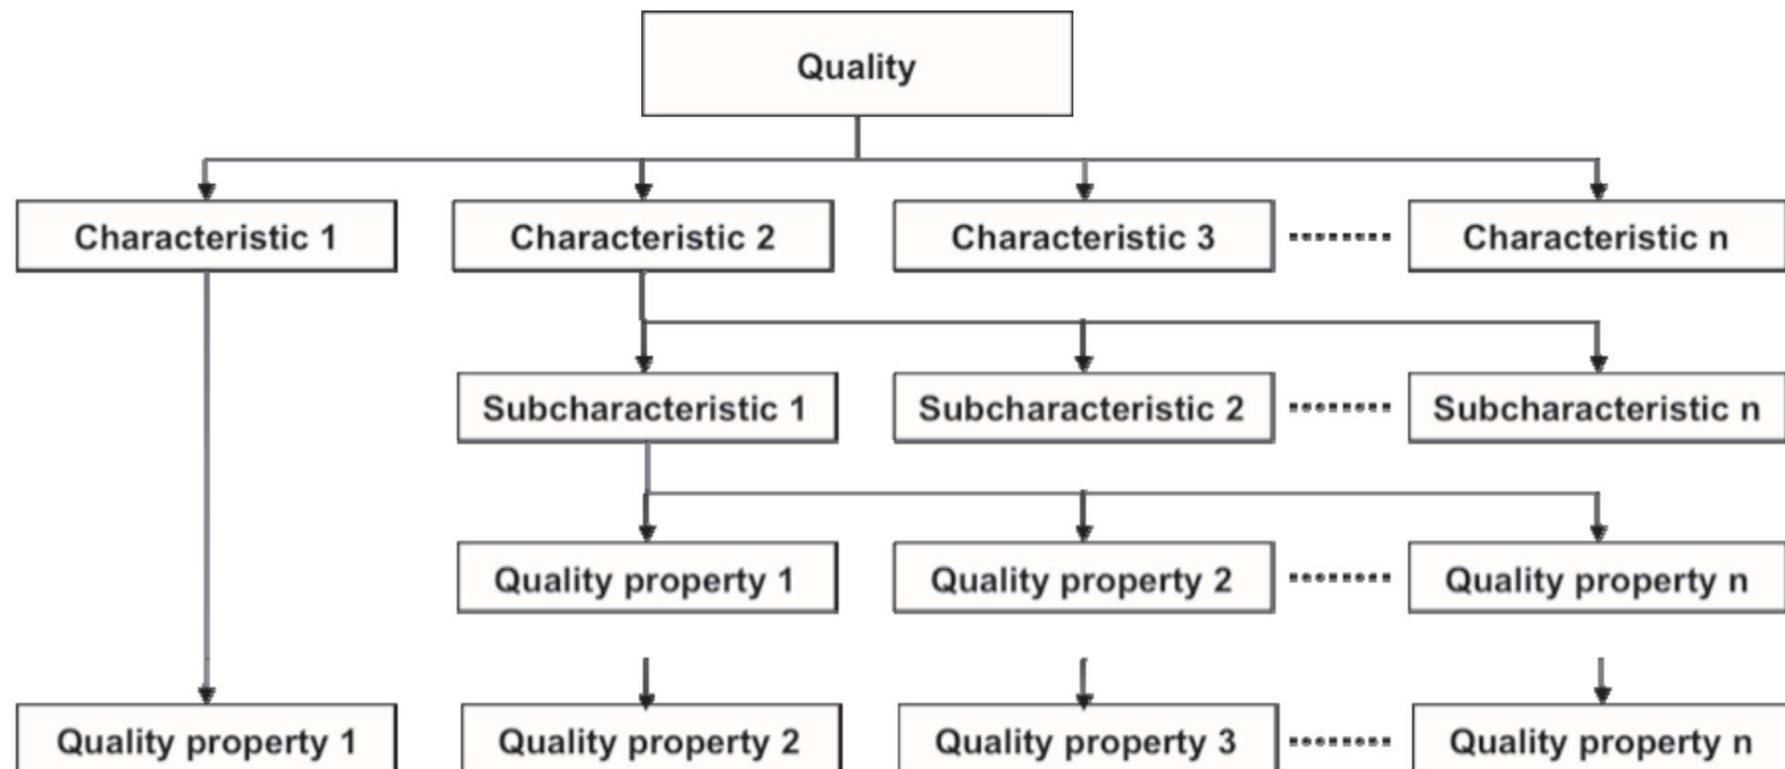 Quality
Characteristic 1
Characteristic 2
Characteristic 3
Characteristic n
Subcharacteristic 1
Subcharacteristic 2
Subcharacteristic n
Quality property 1
Quality property 2
Quality property n
Quality property 1
Quality property 2
Quality property 3
Quality property n